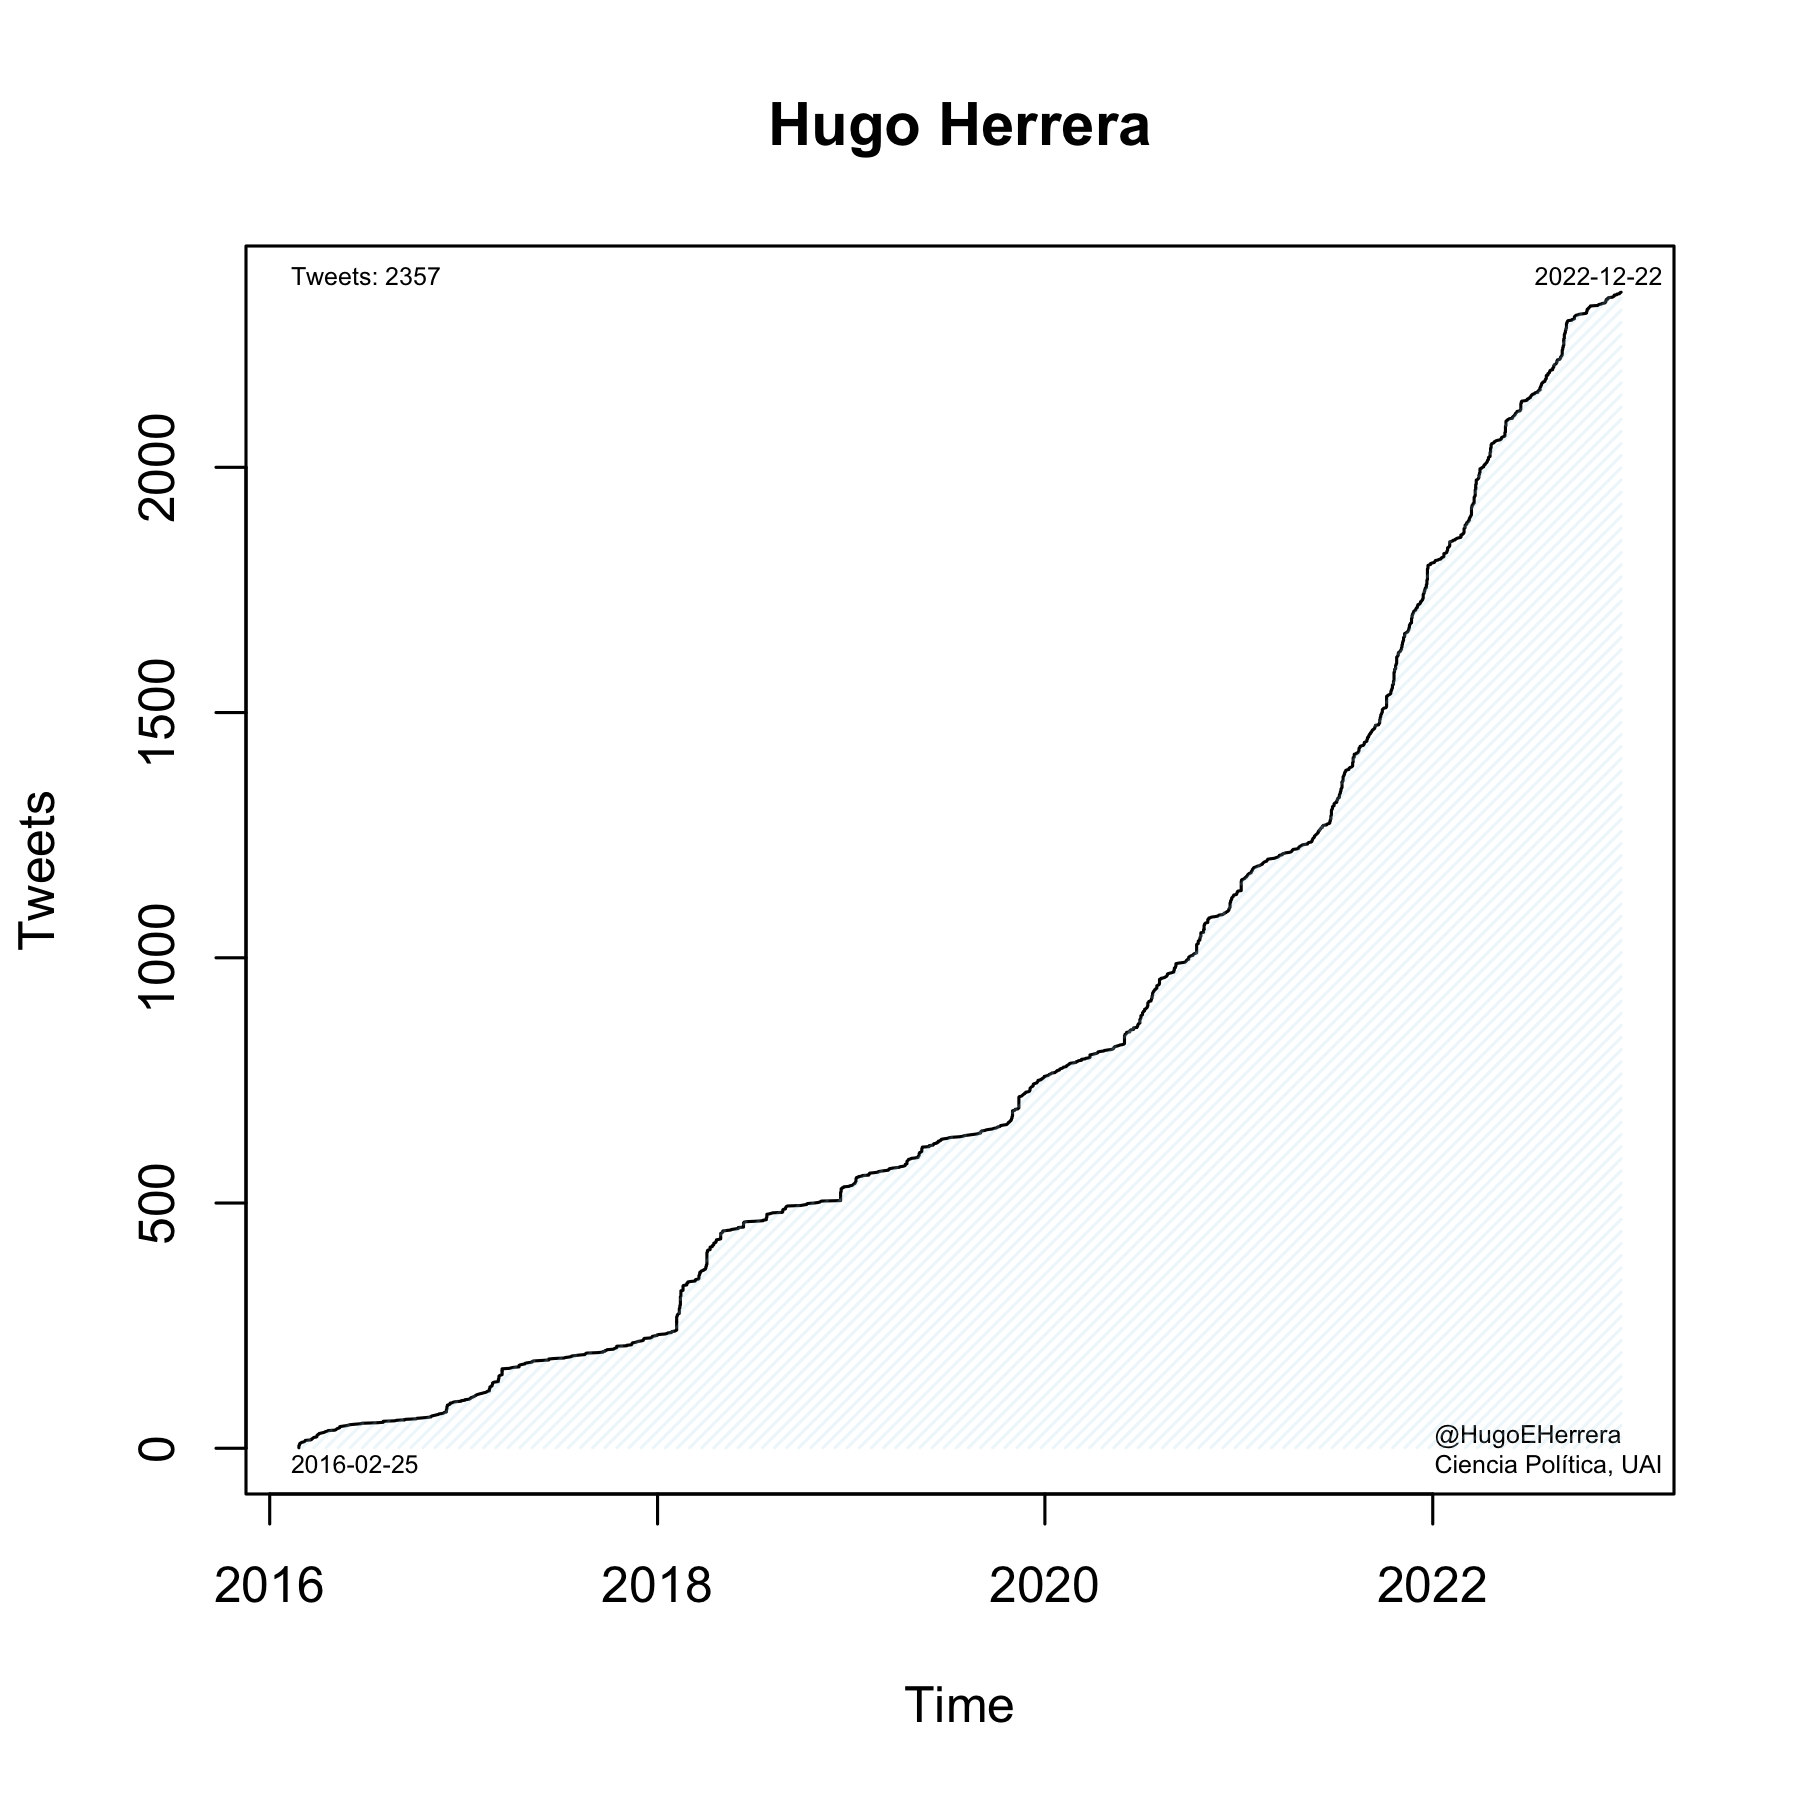 Hugo Herrera
Tweets: 2357
2022-12-22
2000
1500
1000
500
0
Tweets
@HugoEHerrera
2016-02-25
Ciencia Política, UAI
2016
2018
2020
2022
Time